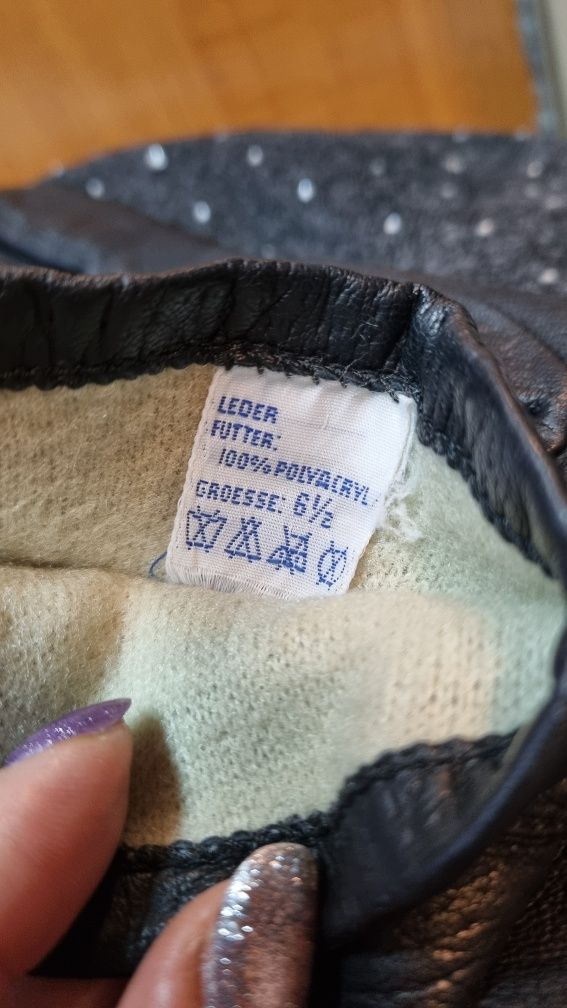 LEDER
FUTTER:
100% POLYACRYL
GROESSE: 6½